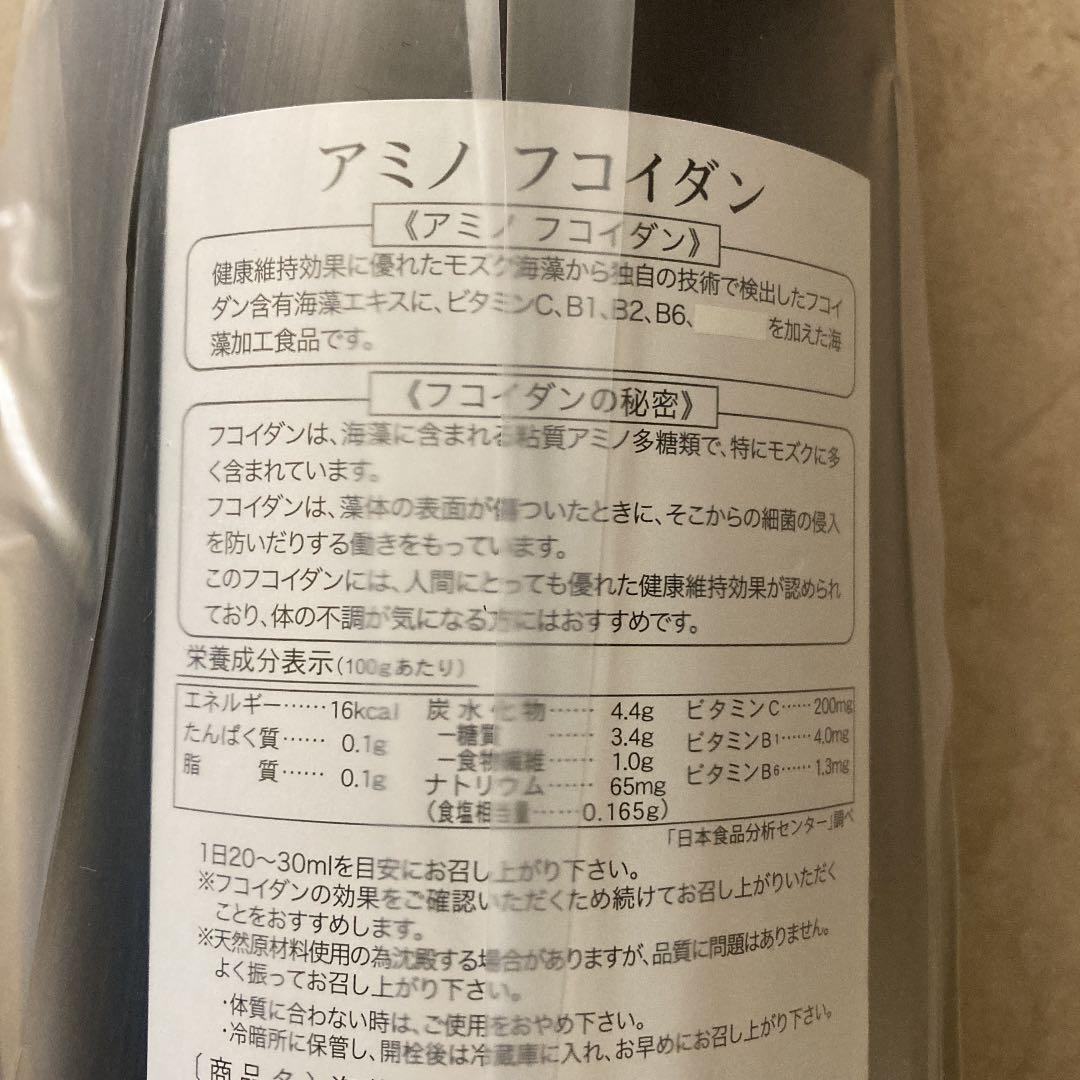 アミノ フコイダン
《アミノ フコイダン》
健康維持効果に優れたモズク海藻から独自の技術で検出したフコイ
ダン含有海藻エキスに、ビタミンC、B1、B2、B6、を加えた海
藻加工食品です。
《フコイダンの秘密》
フコイダンは、海藻に含まれる粘質アミノ多糖類で、特にモズクに多
く含まれています。
フコイダンは、藻体の表面が傷ついたときに、そこからの細菌の侵入
を防いだりする働きをもっています。
このフコイダンには、人間にとっても優れた健康維持効果が認められ
ており、体の不調が気になる方にはおすすめです。
栄養成分表示(100gあたり)
エネルギー……16kcal 炭水化物…… 4.4g ビタミンC……200mg
たんぱく質…… 0.1g ー糖質 …… 3.4g ビタミンB1……4.0mg
脂 質…… 0.1g ー食物繊維…… 1.0g ビタミンB6……1.3mg
ナトリウム…… 65mg
(食塩相当量……0.165g)
「日本食品分析センター」調べ
1日20〜30mlを目安にお召し上がり下さい。
※フコイダンの効果をご確認いただくため続けてお召し上がりいただく
ことをおすすめします。
※天然原材料使用の為沈殿する場合がありますが、品質に問題はありません。
よく振ってお召し上がり下さい。
・体質に合わない時は、ご使用をおやめ下さい。
・冷暗所に保管し、開栓後は冷蔵庫に入れ、お早めにお召し上がり下さい。